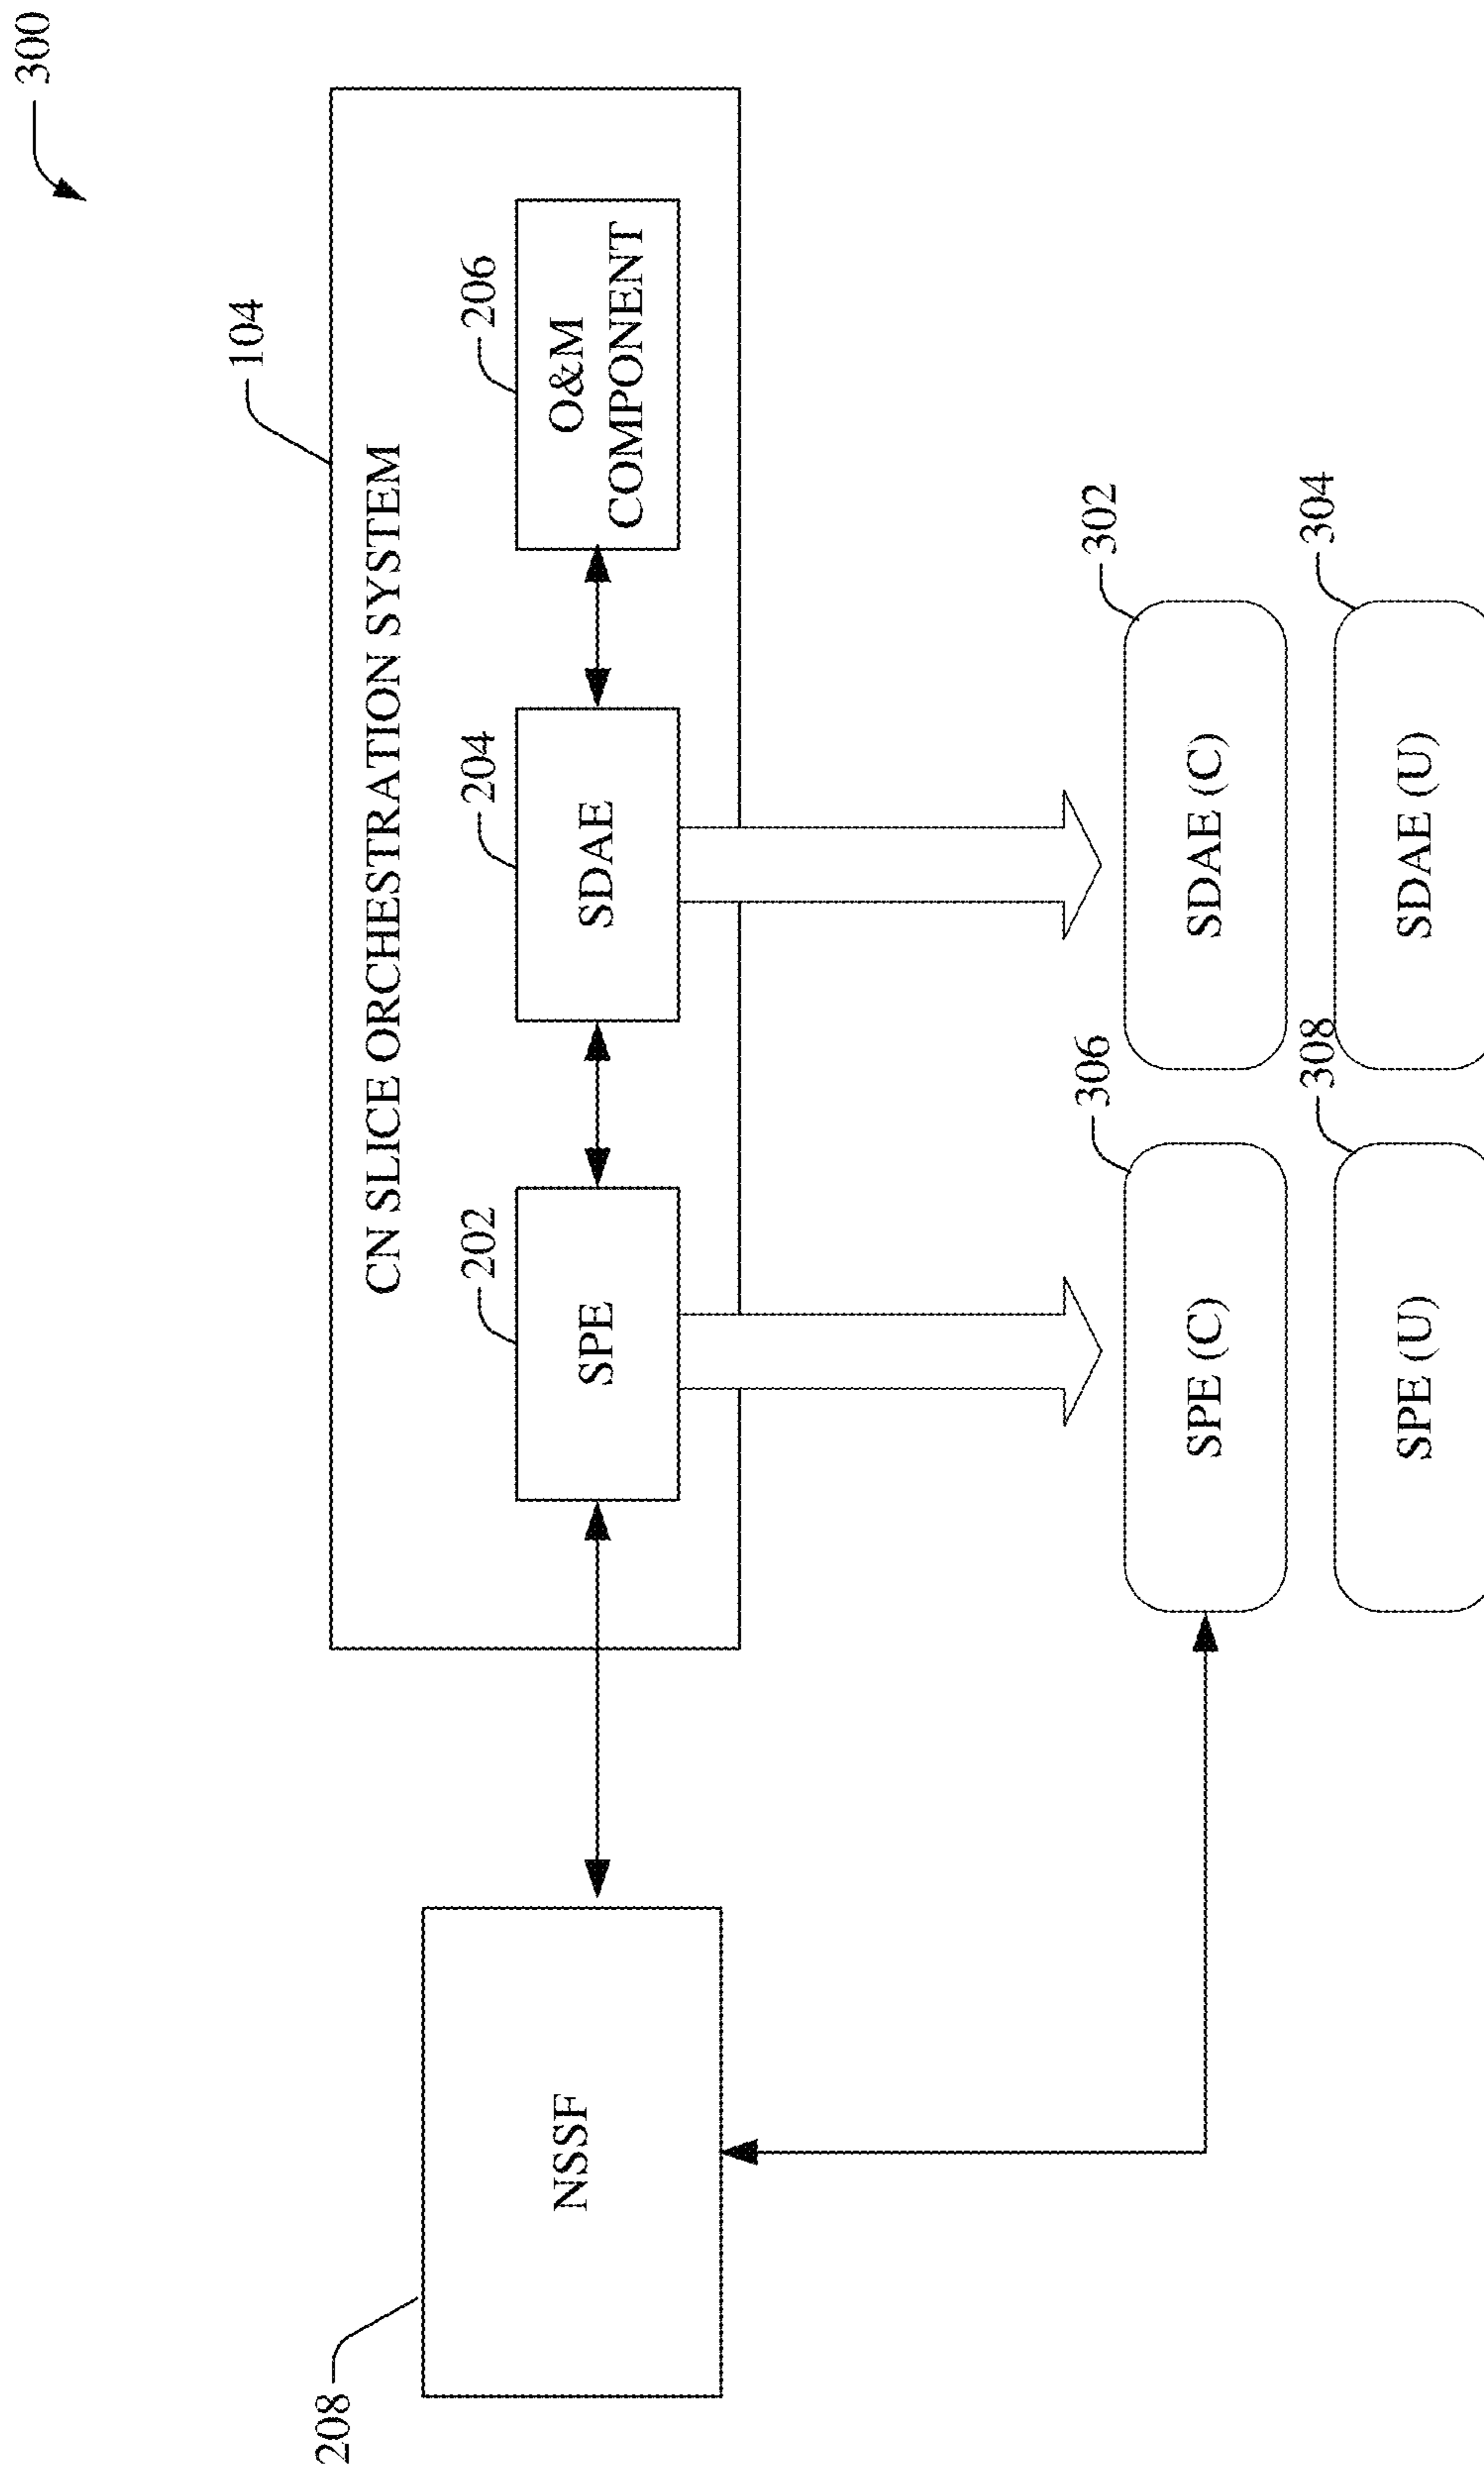 300
104
CN SLICE ORCHESTRATION SYSTEM
208
NSSF
202
SPE
204
SDAE
206
O&M
COMPONENT
306
SPE (C)
302
SDAE (C)
308
SPE (U)
304
SDAE (U)